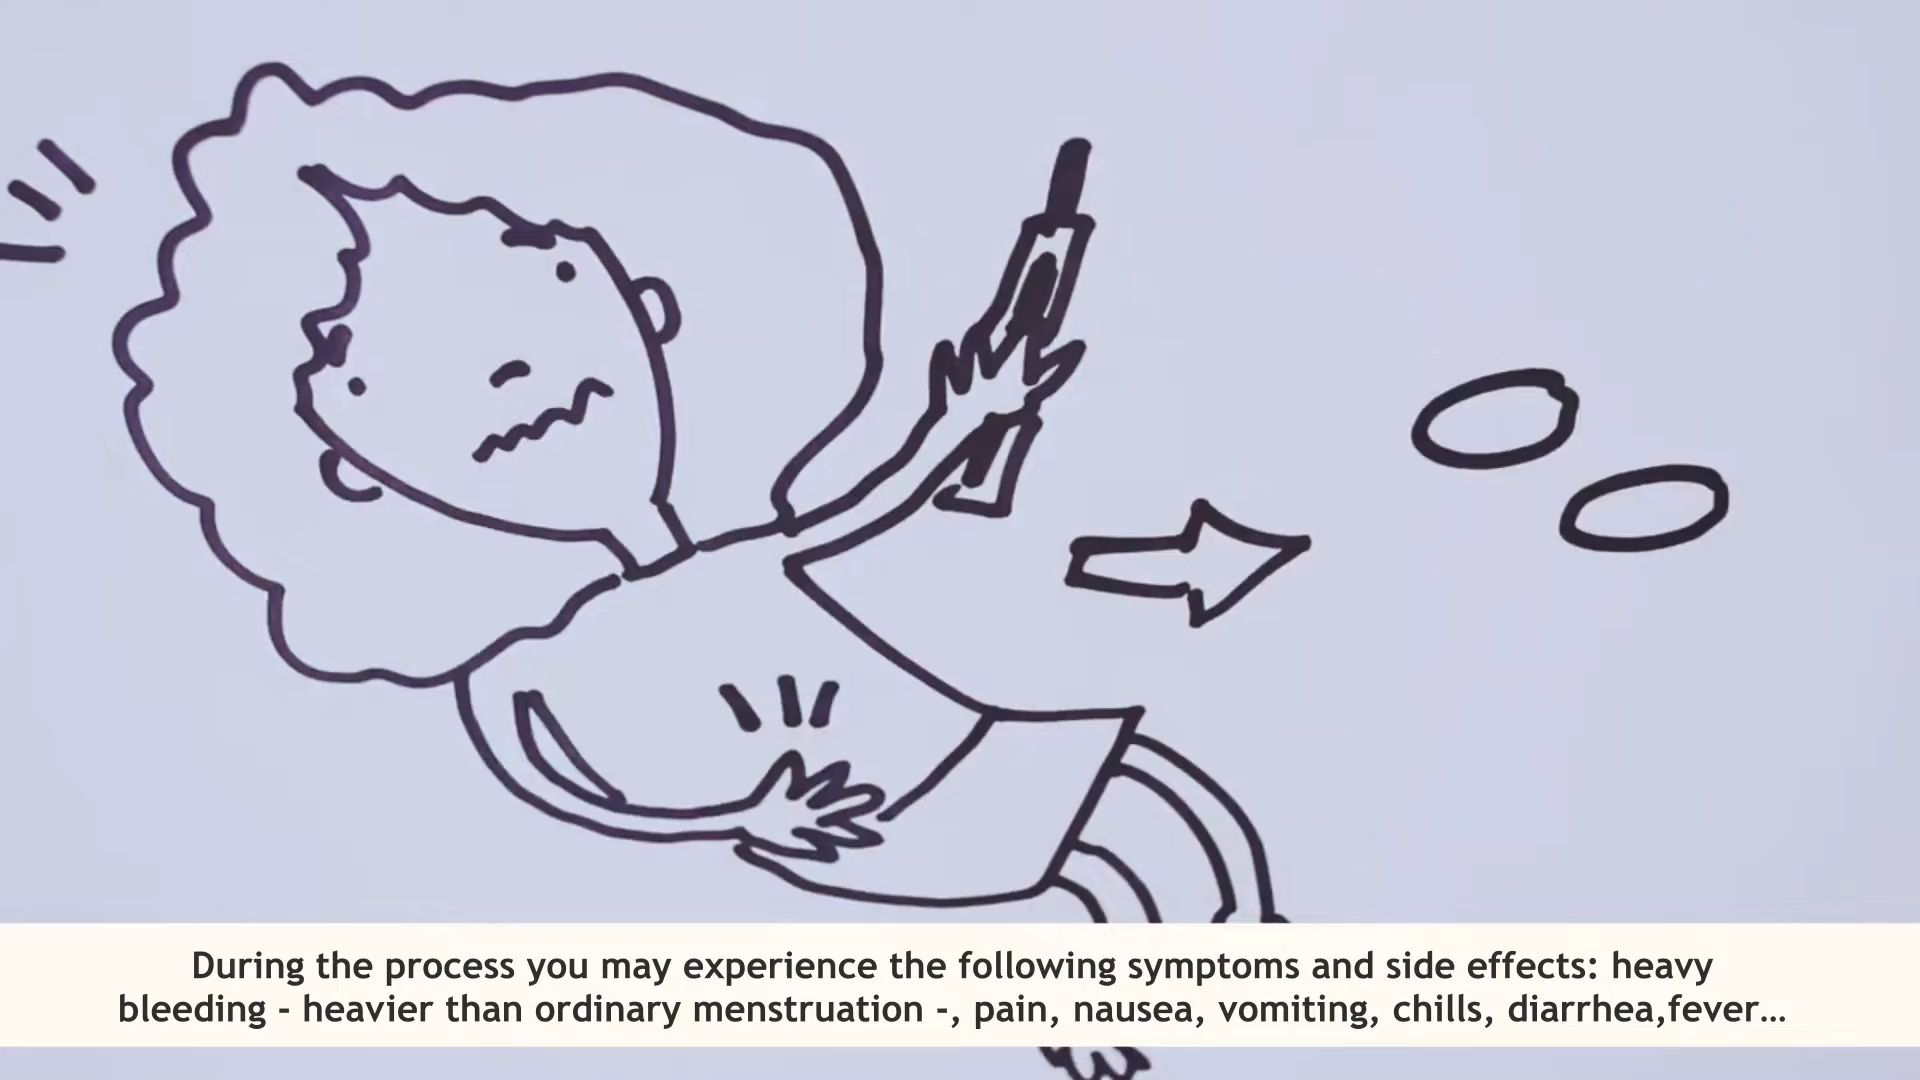 During the process you may experience the following symptoms and side effects: heavy
bleeding - heavier than ordinary menstruation -, pain, nausea, vomiting, chills, diarrhea,fever...